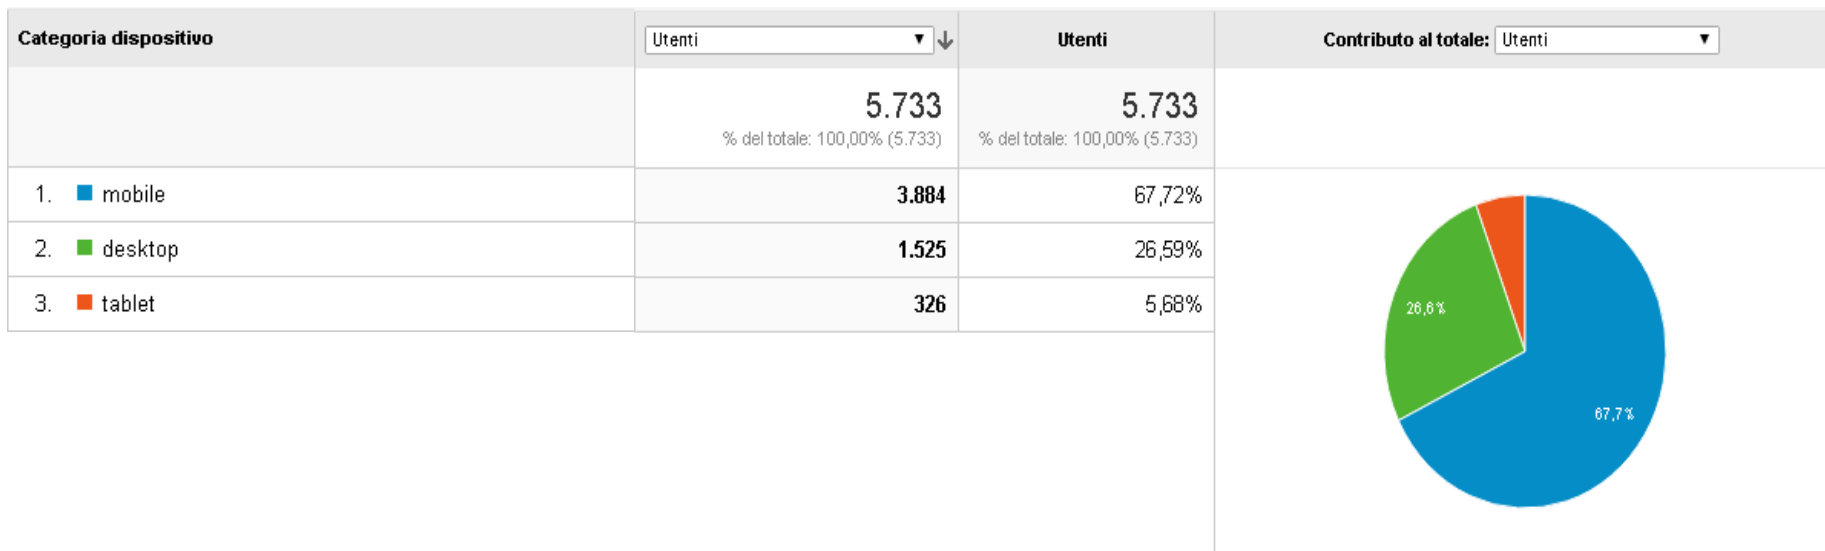 Categoria dispositivo Utenti Utenti Contributo al totale: Utenti
5.733 5.733
% del totale: 100,00% (5.733) % del totale: 100,00% (5.733)
1. mobile 3.884 67,72%
2. desktop 1.525 26,59%
3. tablet 326 5,68%
26,6%
67,7%